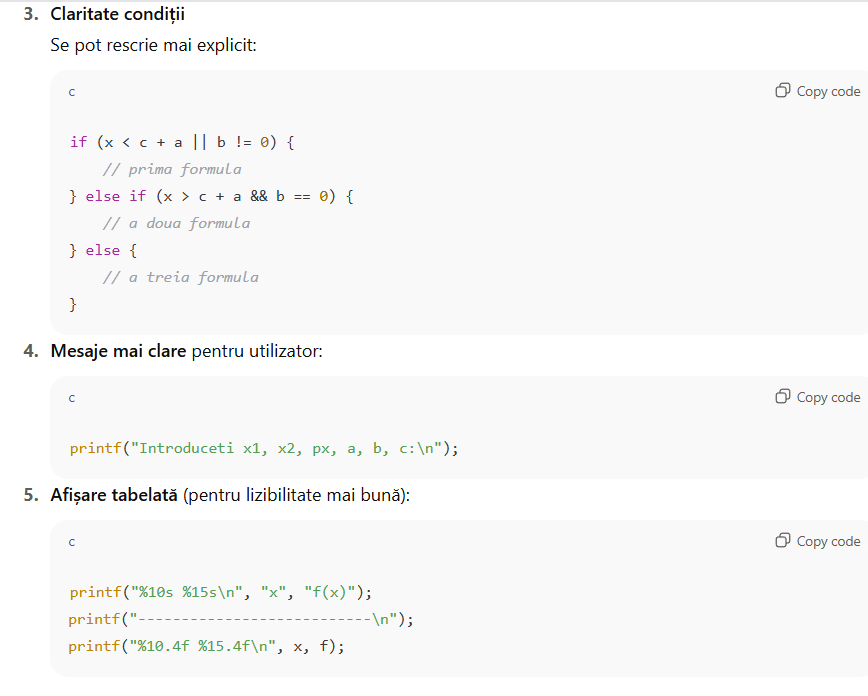 3. Claritate condiții
Se pot rescrie mai explicit:
c Copy code
if (x < c + a || b != 0) {
    // prima formula
} else if (x > c + a && b == 0) {
    // a doua formula
} else {
    // a treia formula
}
4. Mesaje mai clare pentru utilizator:
c Copy code
printf("Introduceti x1, x2, px, a, b, c:\n");
5. Afișare tabelată (pentru lizibilitate mai bună):
c Copy code
printf("%10s %15s\n", "x", "f(x)");
printf("---------------------------\n");
printf("%10.4f %15.4f\n", x, f);